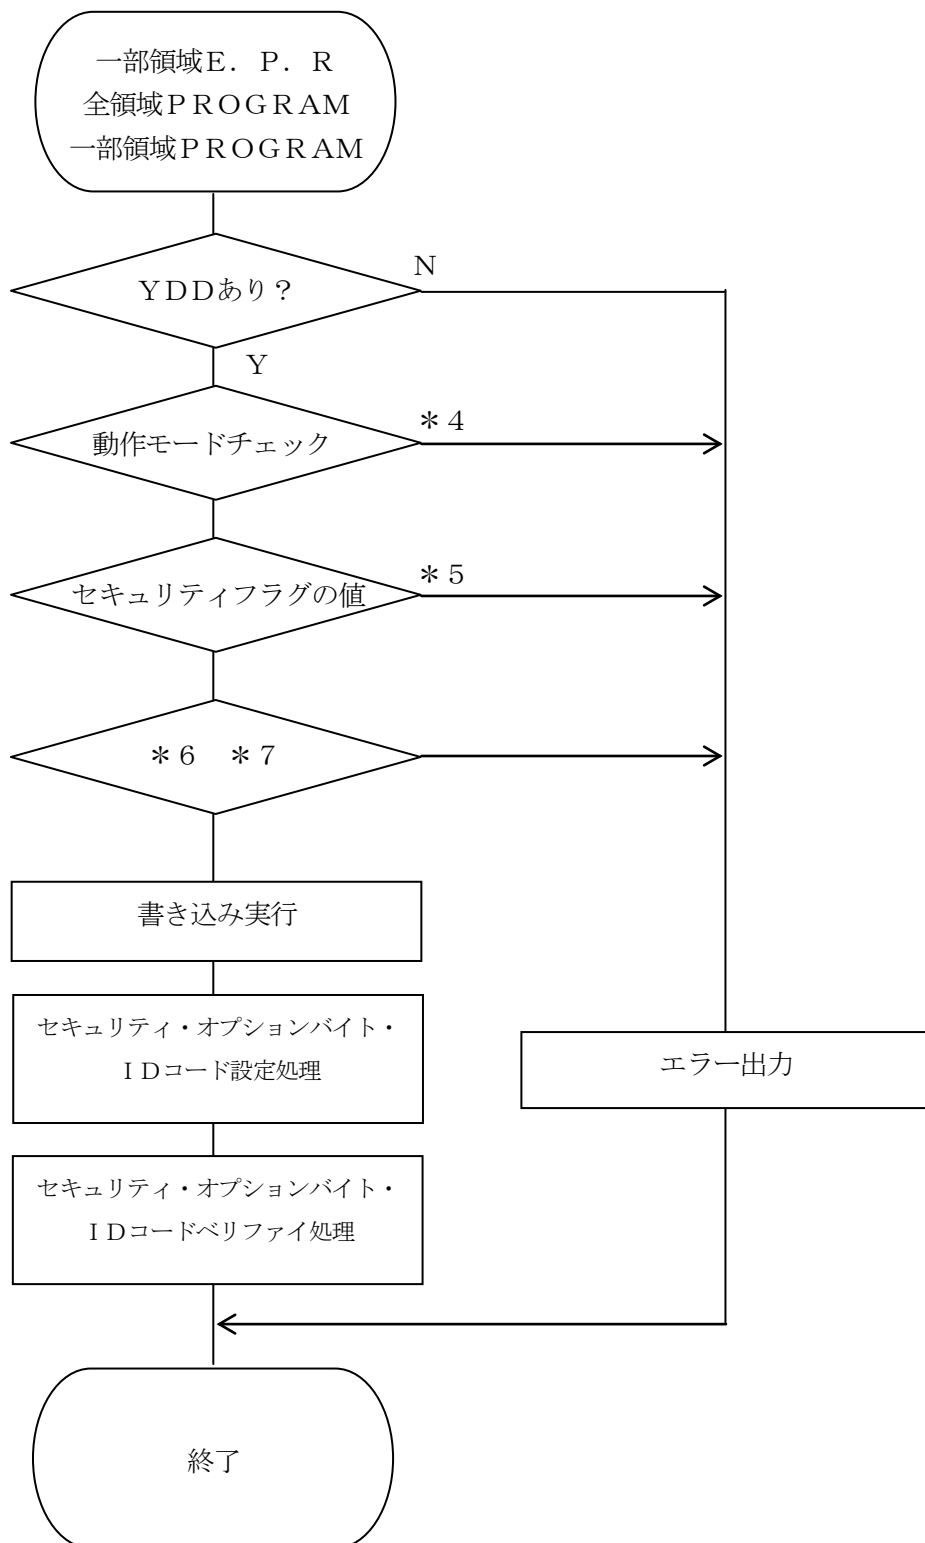 一部領域E．P．R
全領域PROGRAM
一部領域PROGRAM
YDDあり？
N
Y
動作モードチェック
＊4
セキュリティフラグの値
＊5
＊6　＊7
書き込み実行
セキュリティ・オプションバイト・
IDコード設定処理
エラー出力
セキュリティ・オプションバイト・
IDコードベリファイ処理
終了